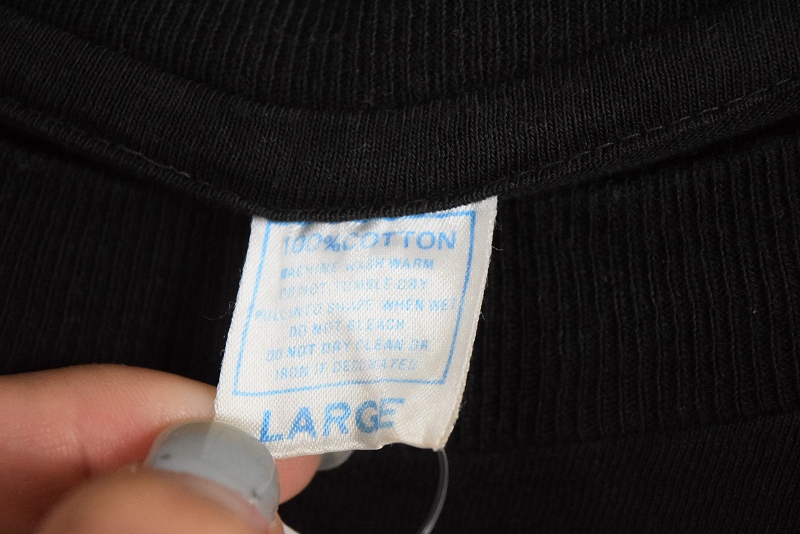 100% COTTON
MACHINE WASH WARM
DO NOT TUMBLE DRY
PULL INTO SHAPE WHEN WET
DO NOT BLEACH
DO NOT DRY CLEAN OR
IRON IF DECORATED
LARGE